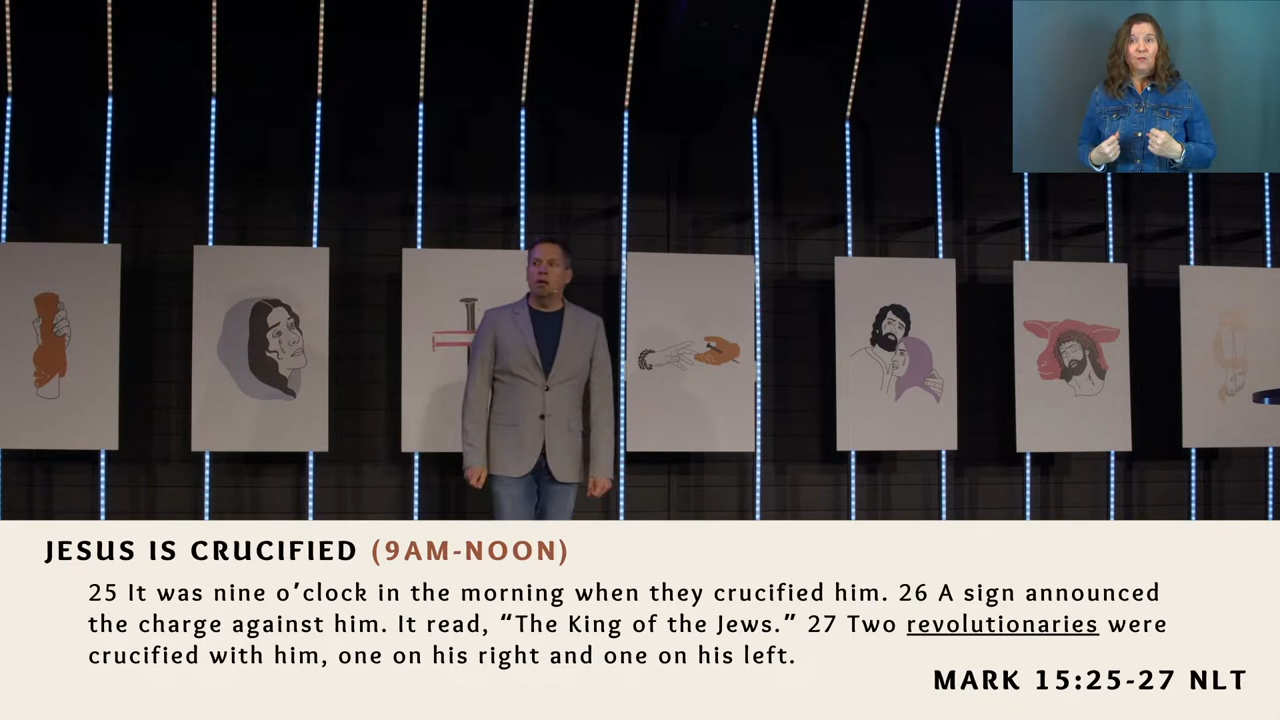 JESUS IS CRUCIFIED (9AM-NOON)
25 It was nine o’clock in the morning when they crucified him. 26 A sign announced
the charge against him. It read, “The King of the Jews.” 27 Two revolutionaries were
crucified with him, one on his right and one on his left.
MARK 15:25-27 NLT